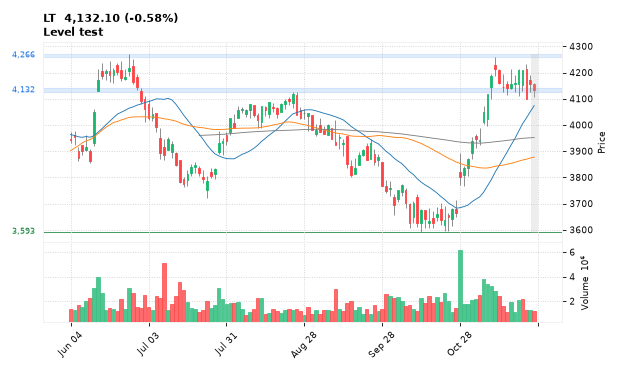 LT 4,132.10 (-0.58%)
Level test
4,266
4,132
3,593
4300
4200
4100
4000
3900
3800
3700
3600
Price
6
4
2
Volume 10⁶
Jun 04
Jul 03
Jul 31
Aug 28
Sep 28
Oct 28